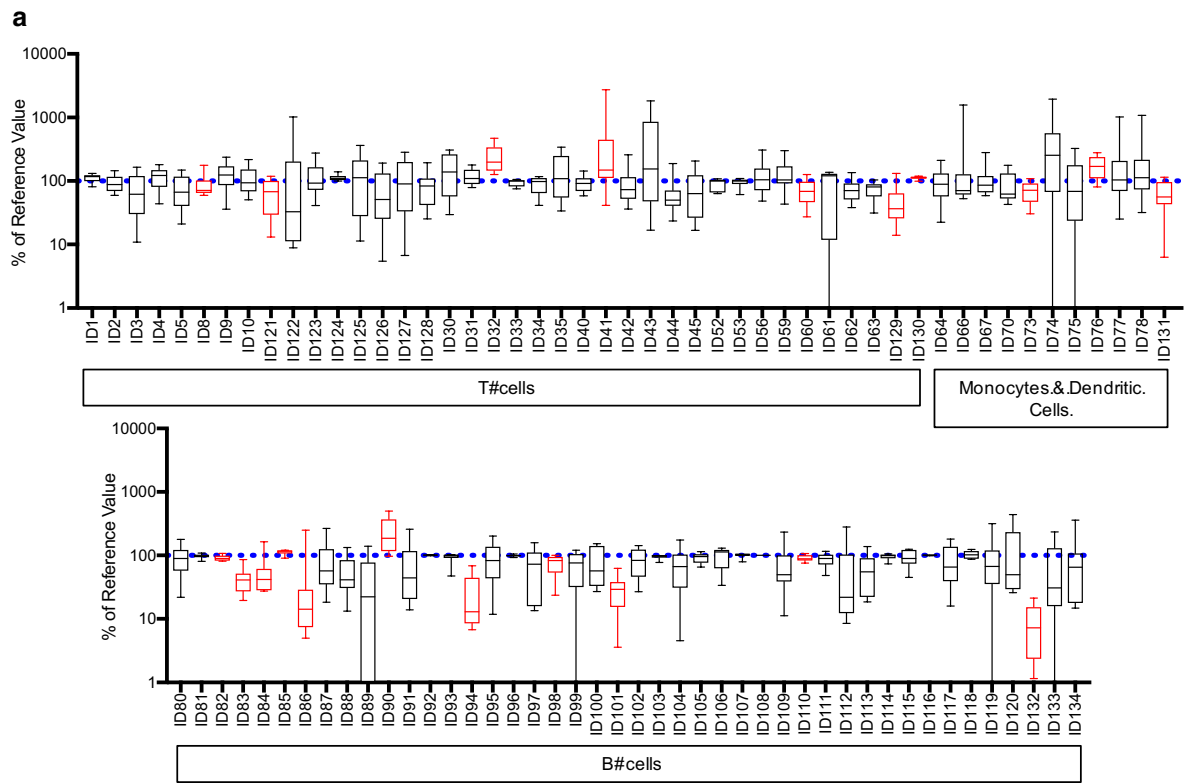 a
10000
1000
100
10
1
% of Reference Value
ID1 ID2 ID3 ID4 ID5 ID8 ID9 ID10 ID121 ID122 ID123 ID124 ID125 ID126 ID127 ID128 ID30 ID31 ID32 ID33 ID34 ID35 ID40 ID41 ID42 ID43 ID44 ID45 ID52 ID53 ID56 ID59 ID60 ID61 ID62 ID63 ID129 ID130 ID64 ID66 ID67 ID70 ID73 ID74 ID75 ID76 ID77 ID78 ID131
T#cells
Monocytes.&.Dendritic.
Cells.
10000
1000
100
10
1
% of Reference Value
ID80 ID81 ID82 ID83 ID84 ID85 ID86 ID87 ID88 ID89 ID90 ID91 ID92 ID93 ID94 ID95 ID96 ID97 ID98 ID99 ID100 ID101 ID102 ID103 ID104 ID105 ID106 ID107 ID108 ID109 ID110 ID111 ID112 ID113 ID114 ID115 ID116 ID117 ID118 ID119 ID120 ID132 ID133 ID134
B#cells